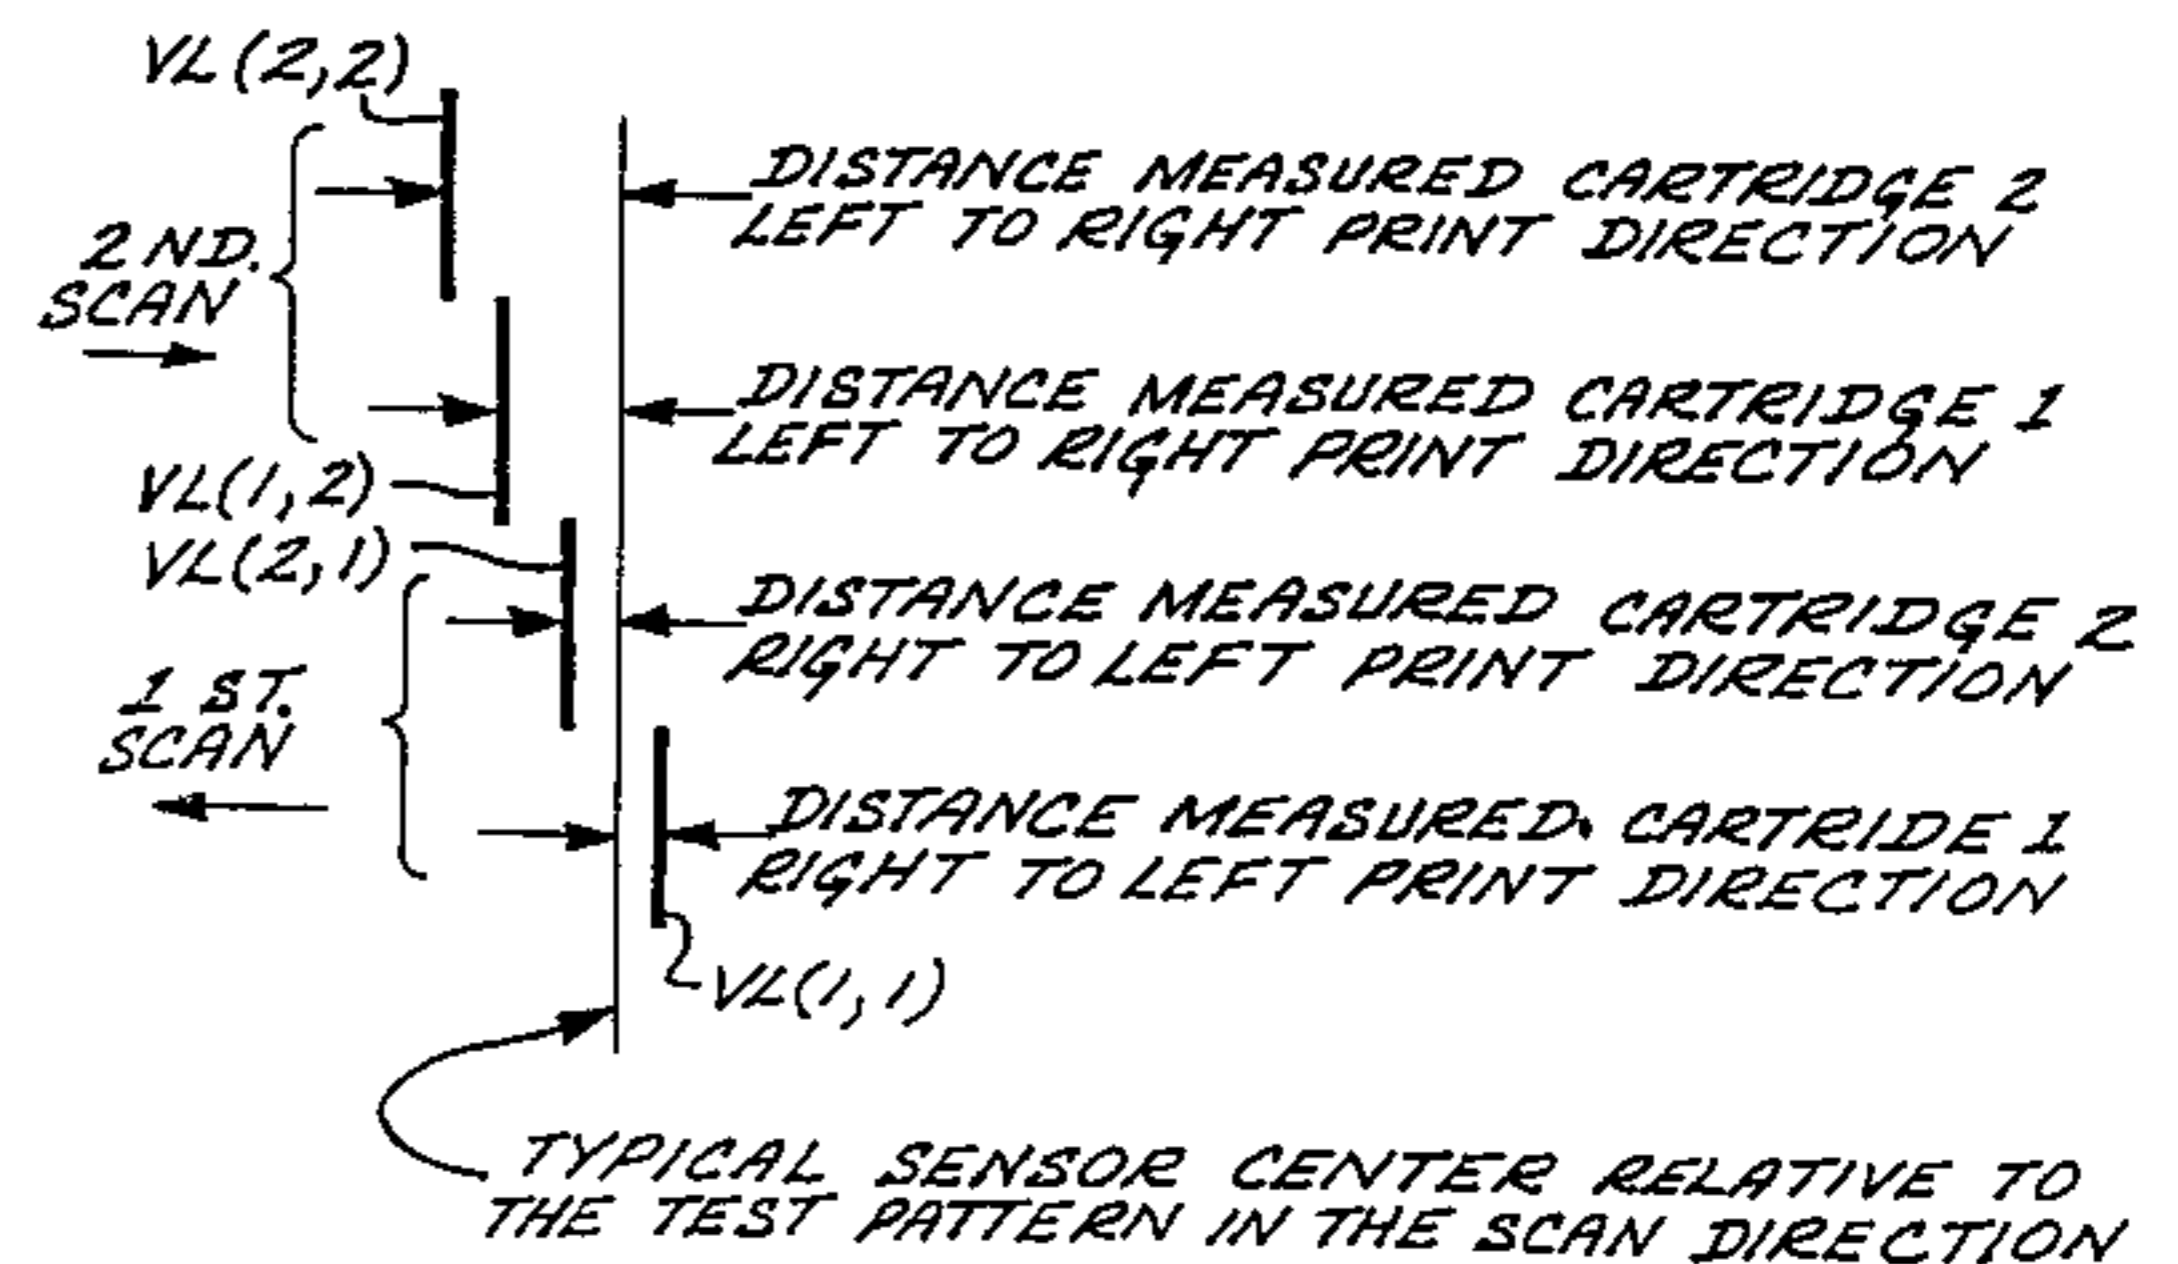 VL(2,2)
DISTANCE MEASURED CARTRIDGE 2
LEFT TO RIGHT PRINT DIRECTION
2 ND.
SCAN
DISTANCE MEASURED CARTRIDGE 1
LEFT TO RIGHT PRINT DIRECTION
VL(1,2)
VL(2,1)
DISTANCE MEASURED CARTRIDGE 2
RIGHT TO LEFT PRINT DIRECTION
1 ST.
SCAN
DISTANCE MEASURED. CARTRIDE 1
RIGHT TO LEFT PRINT DIRECTION
VL(1,1)
TYPICAL SENSOR CENTER RELATIVE TO
THE TEST PATTERN IN THE SCAN DIRECTION